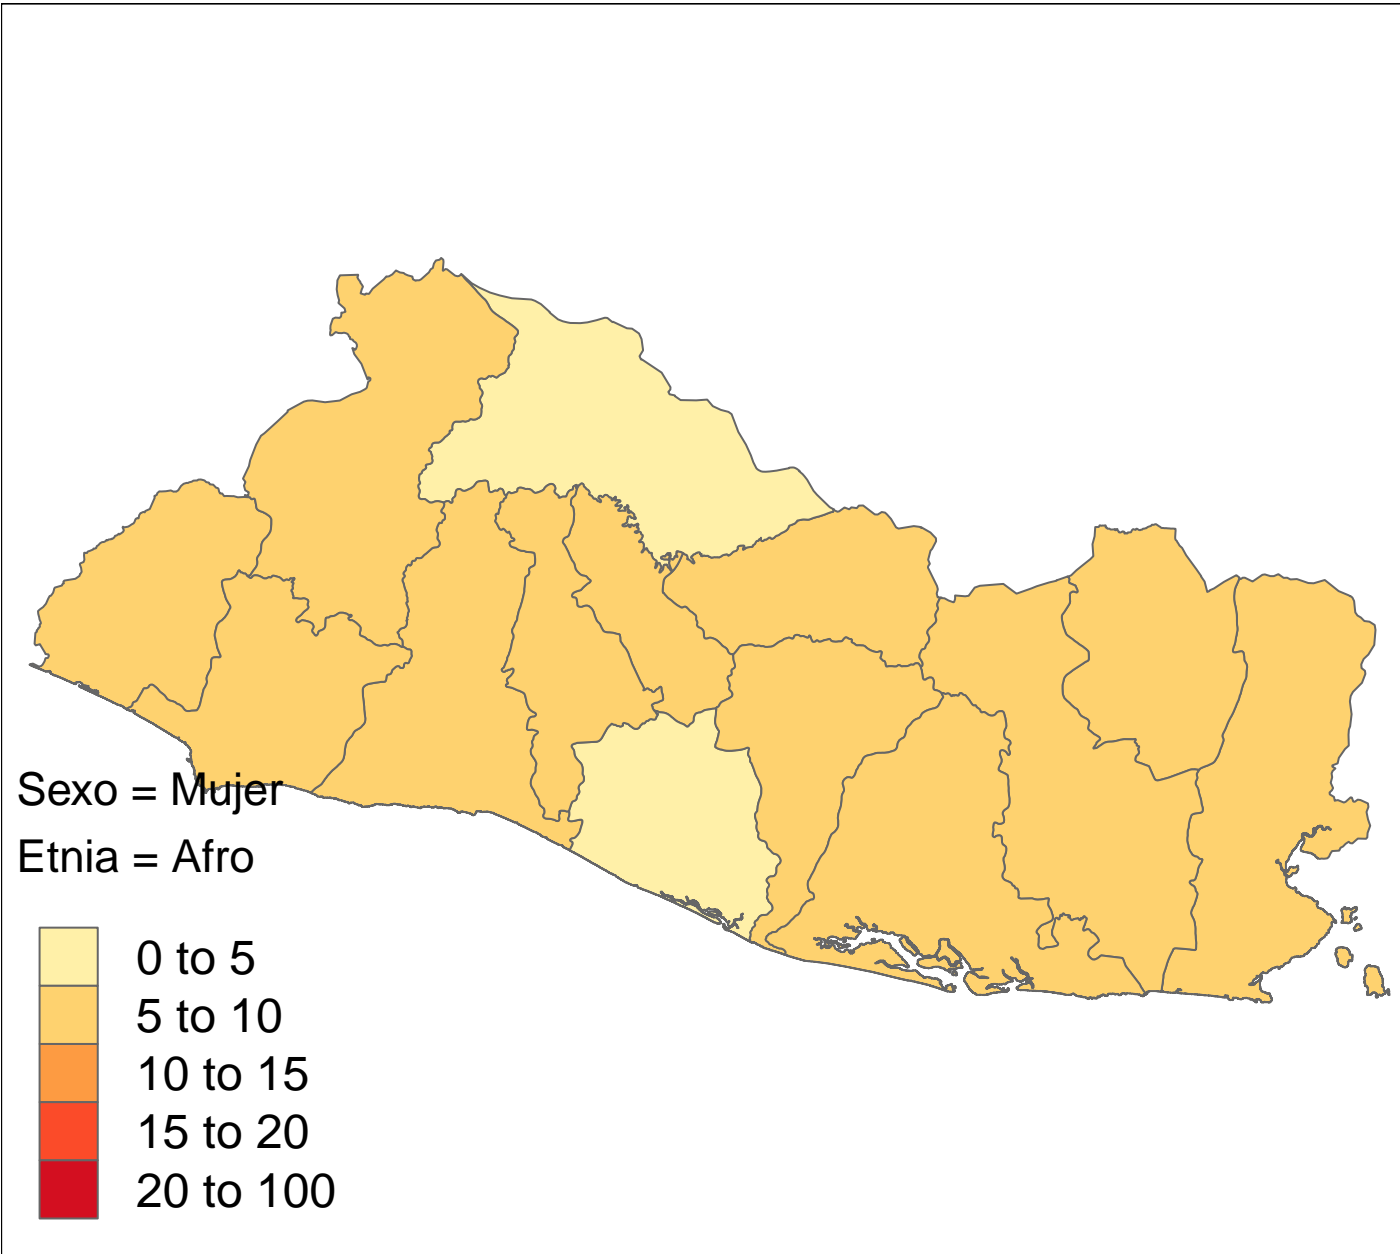 Sexo = Mujer
Etnia = Afro
0 to 5
5 to 10
10 to 15
15 to 20
20 to 100